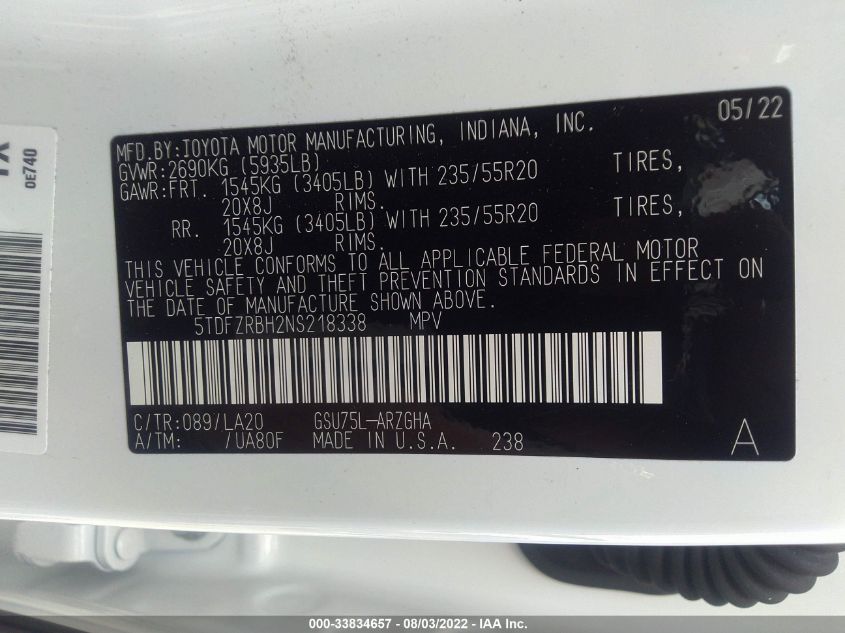 05/22
MFD.BY:TOYOTA MOTOR MANUFACTURING, INDIANA, INC.
GVWR:2690KG (5935LB)
GAWR:FRT. 1545KG (3405LB) WITH 235/55R20 TIRES,
20X8J RIMS.
RR. 1545KG (3405LB) WITH 235/55R20 TIRES,
20X8J RIMS.
THIS VEHICLE CONFORMS TO ALL APPLICABLE FEDERAL MOTOR
VEHICLE SAFETY AND THEFT PREVENTION STANDARDS IN EFFECT ON
THE DATE OF MANUFACTURE SHOWN ABOVE.
5TDFZRBH2NS218338 MPV
C/TR:089/LA20 GSU75L-ARZGHA
A/TM: /UA80F MADE IN U.S.A. 238 A
0E740
000-33834657 - 08/03/2022 - IAA Inc.